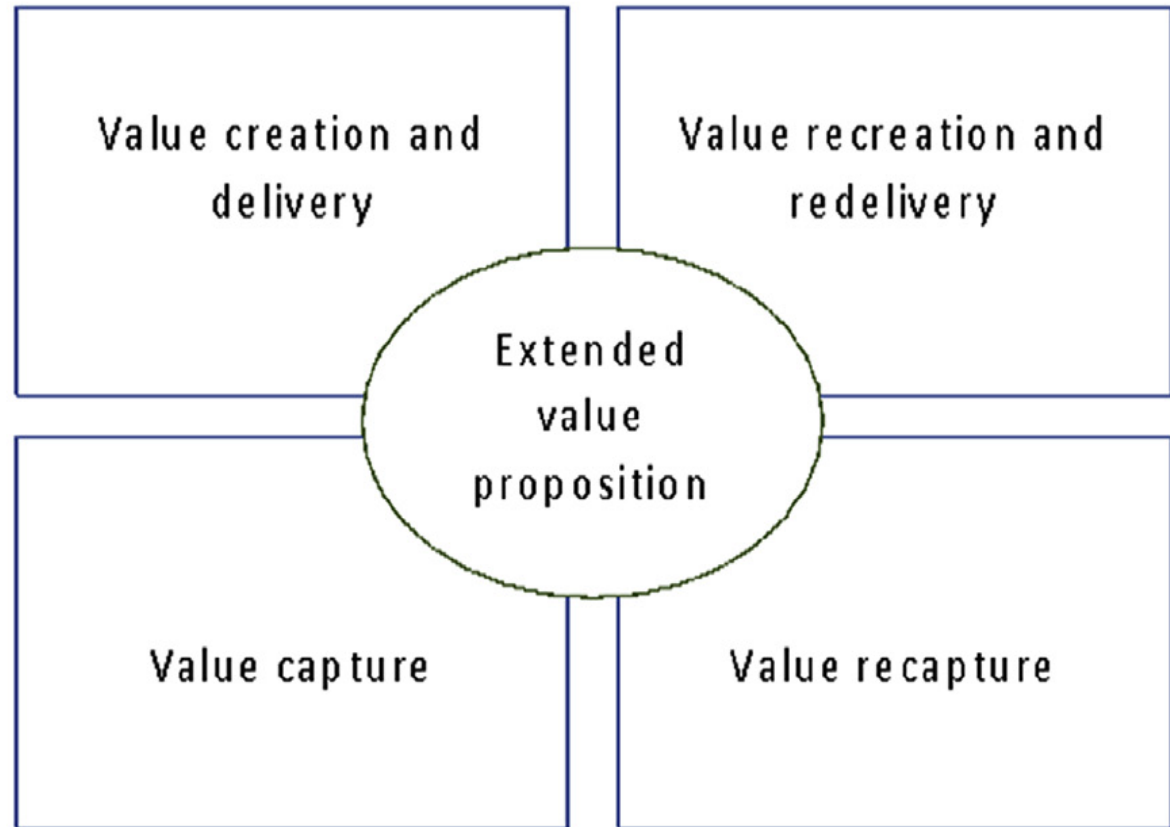 Value creation and
delivery
Value recreation and
redelivery
Extended
value
proposition
Value capture
Value recapture